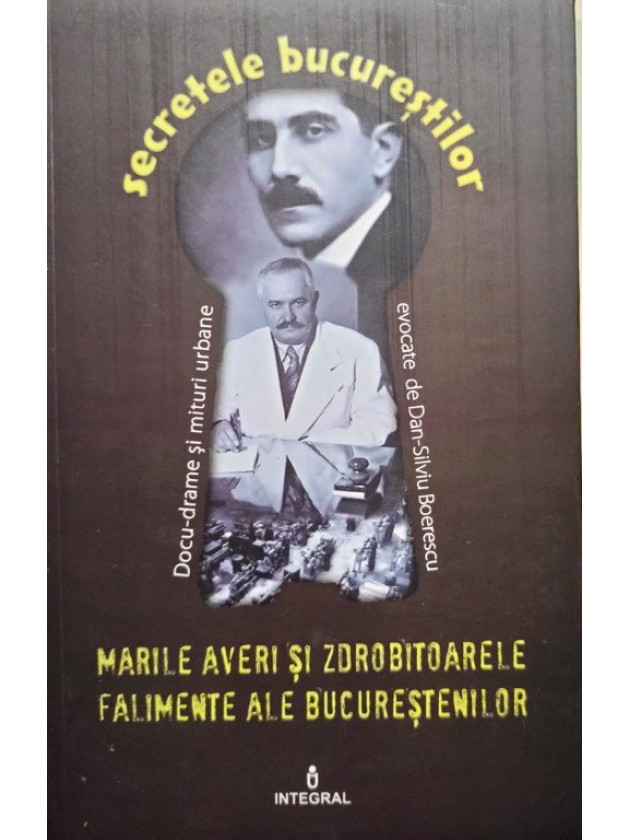 secretele bucureștilor
Docu-drame și mituri urbane
evocate de Dan-Silviu Boerescu
MARILE AVERI ȘI ZDROBITOARELE
FALIMENTE ALE BUCUREȘTENILOR
INTEGRAL